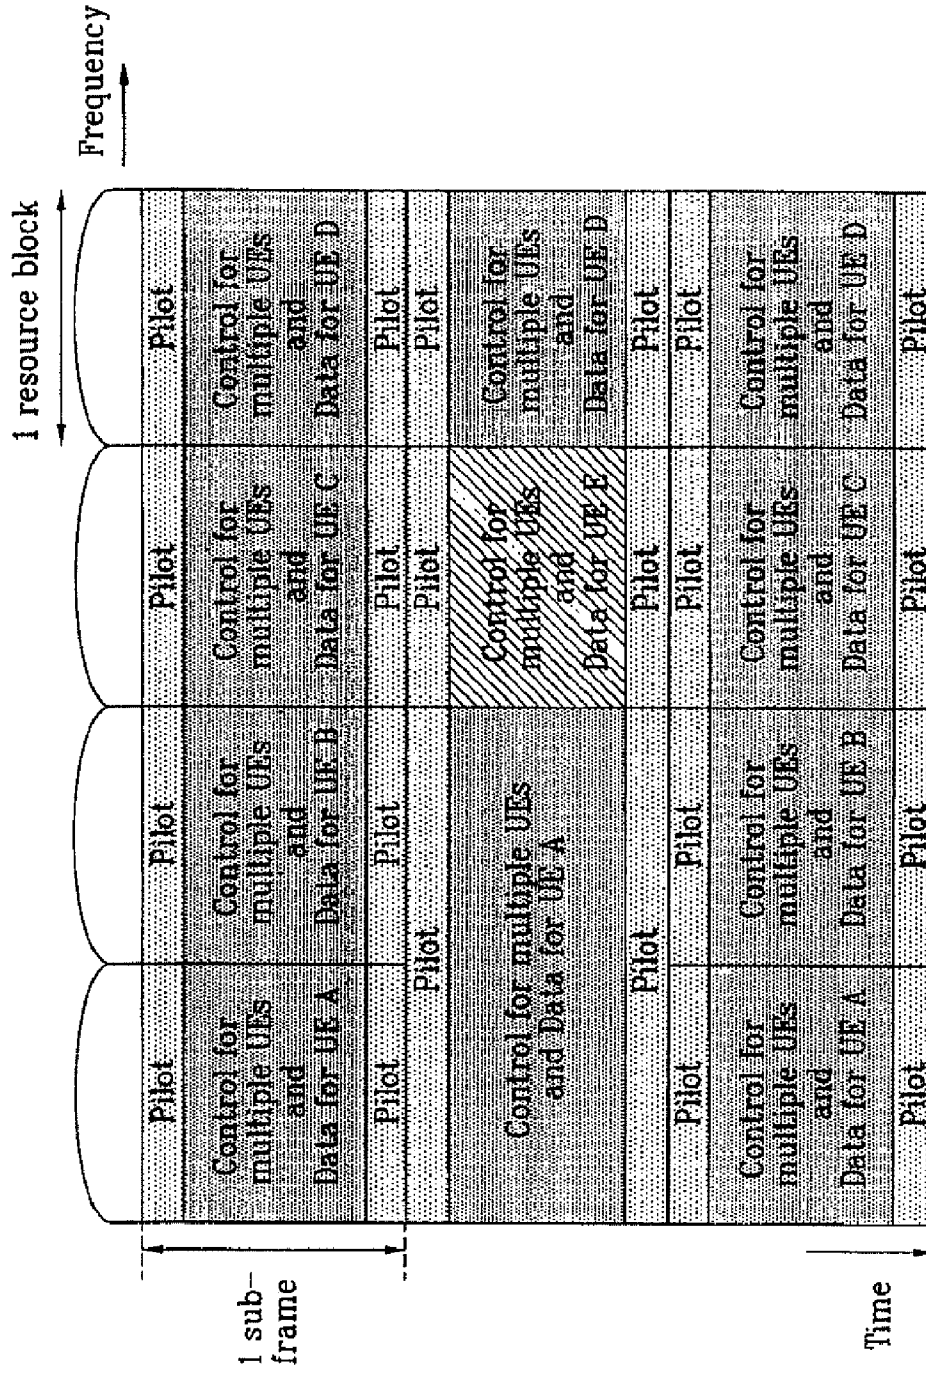 Frequency
1 resource block
1 sub-
frame
Pilot
Pilot
Pilot
Pilot
Control for
multiple UEs
and
Data for UE A
Control for
multiple UEs
and
Data for UE B
Control for
multiple UEs
and
Data for UE C
Control for
multiple UEs
and
Data for UE D
Pilot
Pilot
Pilot
Pilot
Pilot
Pilot
Pilot
Control for multiple UEs
and Data for UE A
Control for
multiple UEs
and
Data for UE E
Control for
multiple UEs
and
Data for UE D
Pilot
Pilot
Pilot
Pilot
Pilot
Pilot
Pilot
Control for
multiple UEs
and
Data for UE A
Control for
multiple UEs
and
Data for UE B
Control for
multiple UEs
and
Data for UE C
Control for
multiple UEs
and
Data for UE D
Pilot
Pilot
Pilot
Pilot
Time